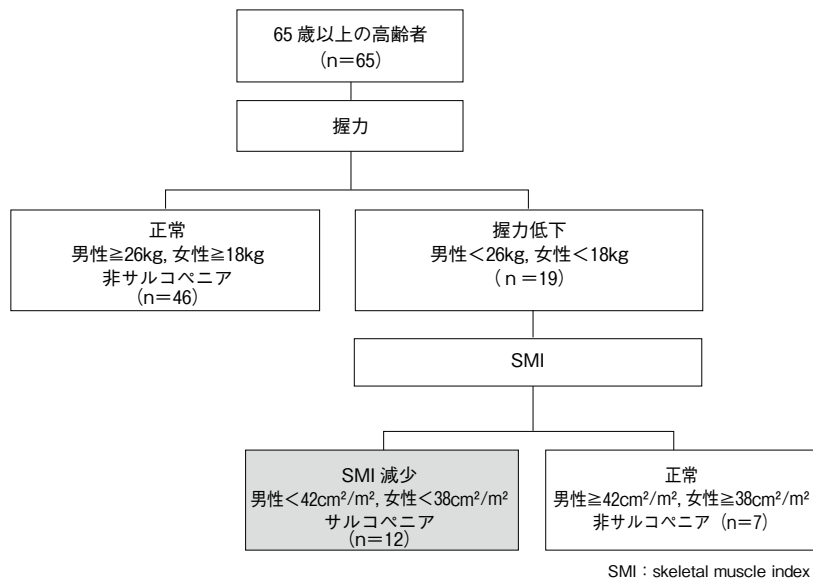 65歳以上の高齢者
(n＝65)
握力
正常
男性≧26kg, 女性≧18kg
非サルコペニア
(n＝46)
握力低下
男性＜26kg, 女性＜18kg
( n ＝19)
SMI
SMI 減少
男性＜42cm²/m², 女性＜38cm²/m²
サルコペニア
(n＝12)
正常
男性≧42cm²/m², 女性≧38cm²/m²
非サルコペニア (n＝7)
SMI：skeletal muscle index